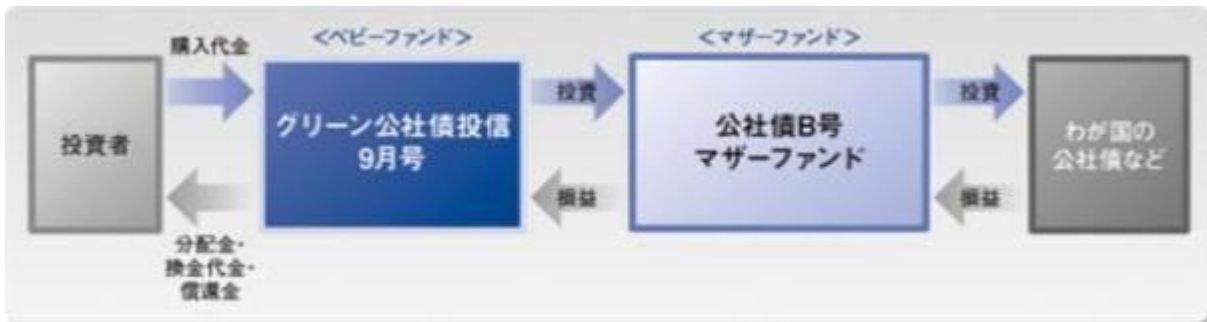 購入代金
<ベビーファンド>
<マザーファンド>
投資者
グリーン公社債投信
9月号
投資
公社債B号
マザーファンド
投資
わが国の
公社債など
損益
損益
分配金・
換金代金・
償還金